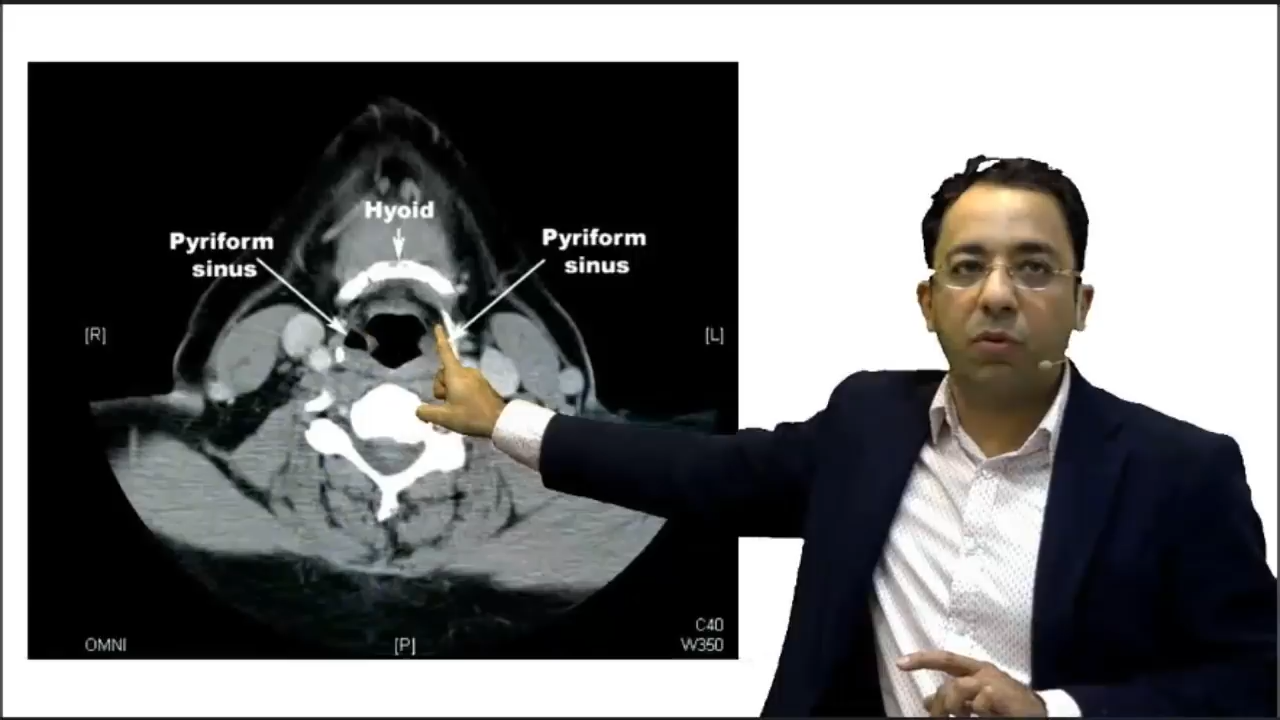 Hyoid
Pyriform
sinus
Pyriform
sinus
[R]
[L]
C40
OMNI
[P]
W350